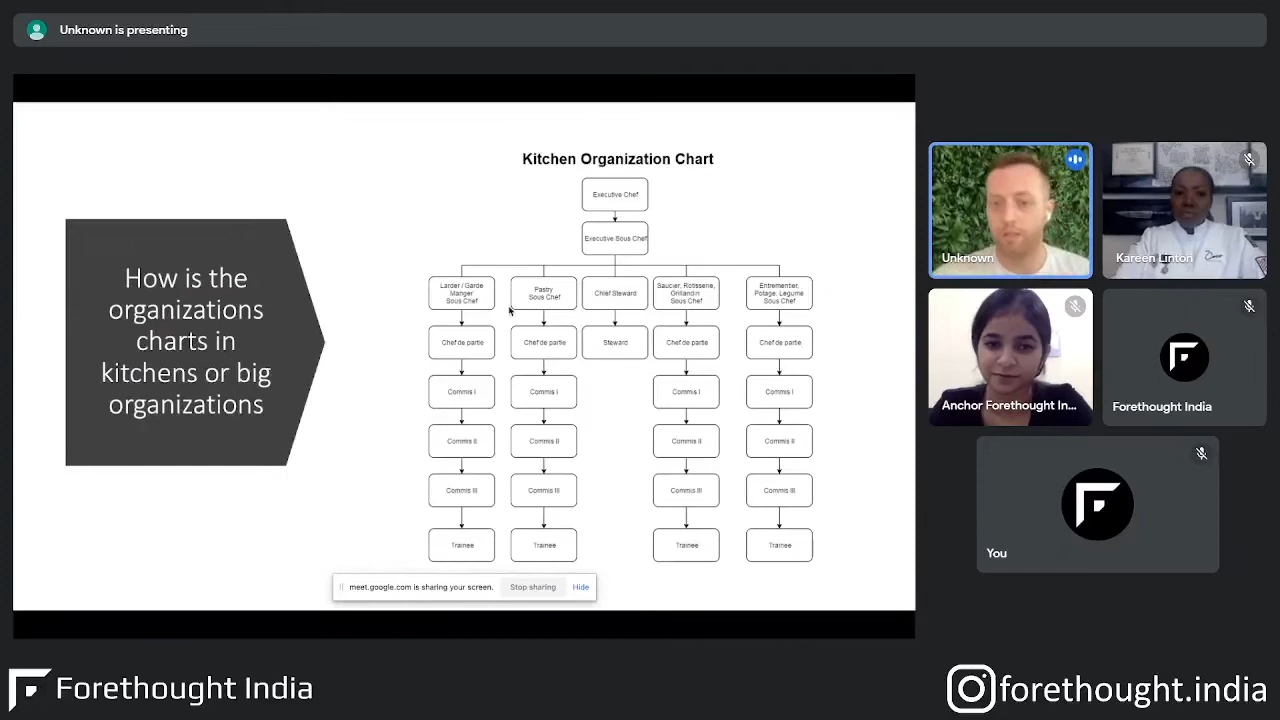 Unknown is presenting
Kitchen Organization Chart
How is the
organizations
charts in
kitchens or big
organizations
Executive Chef
Executive Sous Chef
Larder / Garde
Manger
Sous Chef
Pastry
Sous Chef
Chief Steward
Saucier, Rotisserie,
Grillardin
Sous Chef
Entremetier,
Potage, Legume
Sous Chef
Chef de partie
Chef de partie
Steward
Chef de partie
Chef de partie
Commis I
Commis I
Commis I
Commis I
Commis II
Commis II
Commis II
Commis II
Commis III
Commis III
Commis III
Commis III
Trainee
Trainee
Trainee
Trainee
meet.google.com is sharing your screen.
Stop sharing
Hide
Unknown
Kareen Linton
Anchor Forethought In...
Forethought India
You
Forethought India
forethought.india